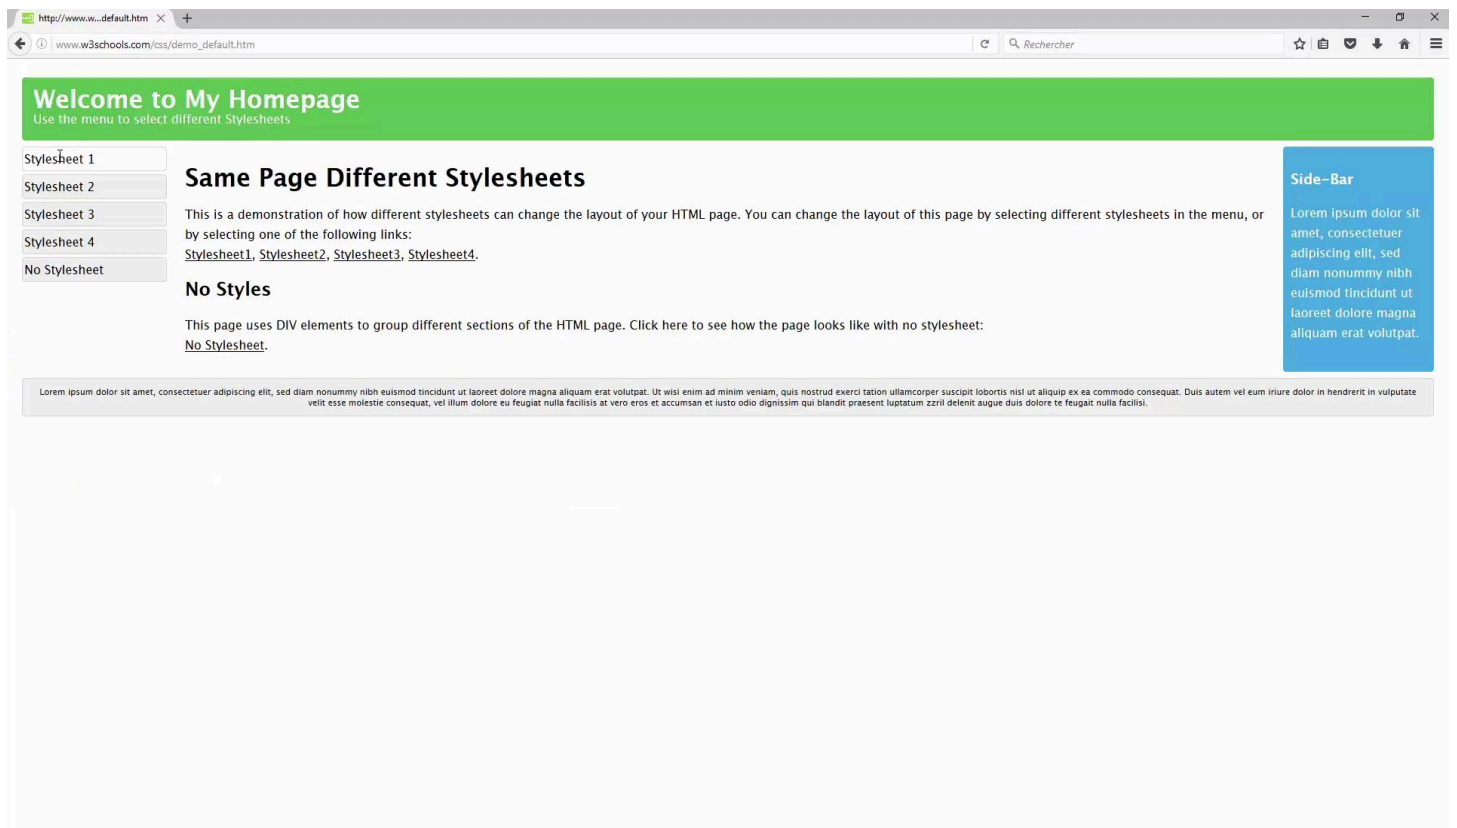 http://www.w...default.htm
www.w3schools.com/css/demo_default.htm
Rechercher
Welcome to My Homepage
Use the menu to select different Stylesheets
Stylesheet 1
Stylesheet 2
Stylesheet 3
Stylesheet 4
No Stylesheet
Same Page Different Stylesheets
This is a demonstration of how different stylesheets can change the layout of your HTML page. You can change the layout of this page by selecting different stylesheets in the menu, or
by selecting one of the following links:
Stylesheet1, Stylesheet2, Stylesheet3, Stylesheet4.
No Styles
This page uses DIV elements to group different sections of the HTML page. Click here to see how the page looks like with no stylesheet:
No Stylesheet.
Side-Bar
Lorem ipsum dolor sit
amet, consectetuer
adipiscing elit, sed
diam nonummy nibh
euismod tincidunt ut
laoreet dolore magna
aliquam erat volutpat.
Lorem ipsum dolor sit amet, consectetuer adipiscing elit, sed diam nonummy nibh euismod tincidunt ut laoreet dolore magna aliquam erat volutpat. Ut wisi enim ad minim veniam, quis nostrud exerci tation ullamcorper suscipit lobortis nisl ut aliquip ex ea commodo consequat. Duis autem vel eum iriure dolor in hendrerit in vulputate
velit esse molestie consequat, vel illum dolore eu feugiat nulla facilisis at vero eros et accumsan et iusto odio dignissim qui blandit praesent luptatum zzril delenit augue duis dolore te feugait nulla facilisi.